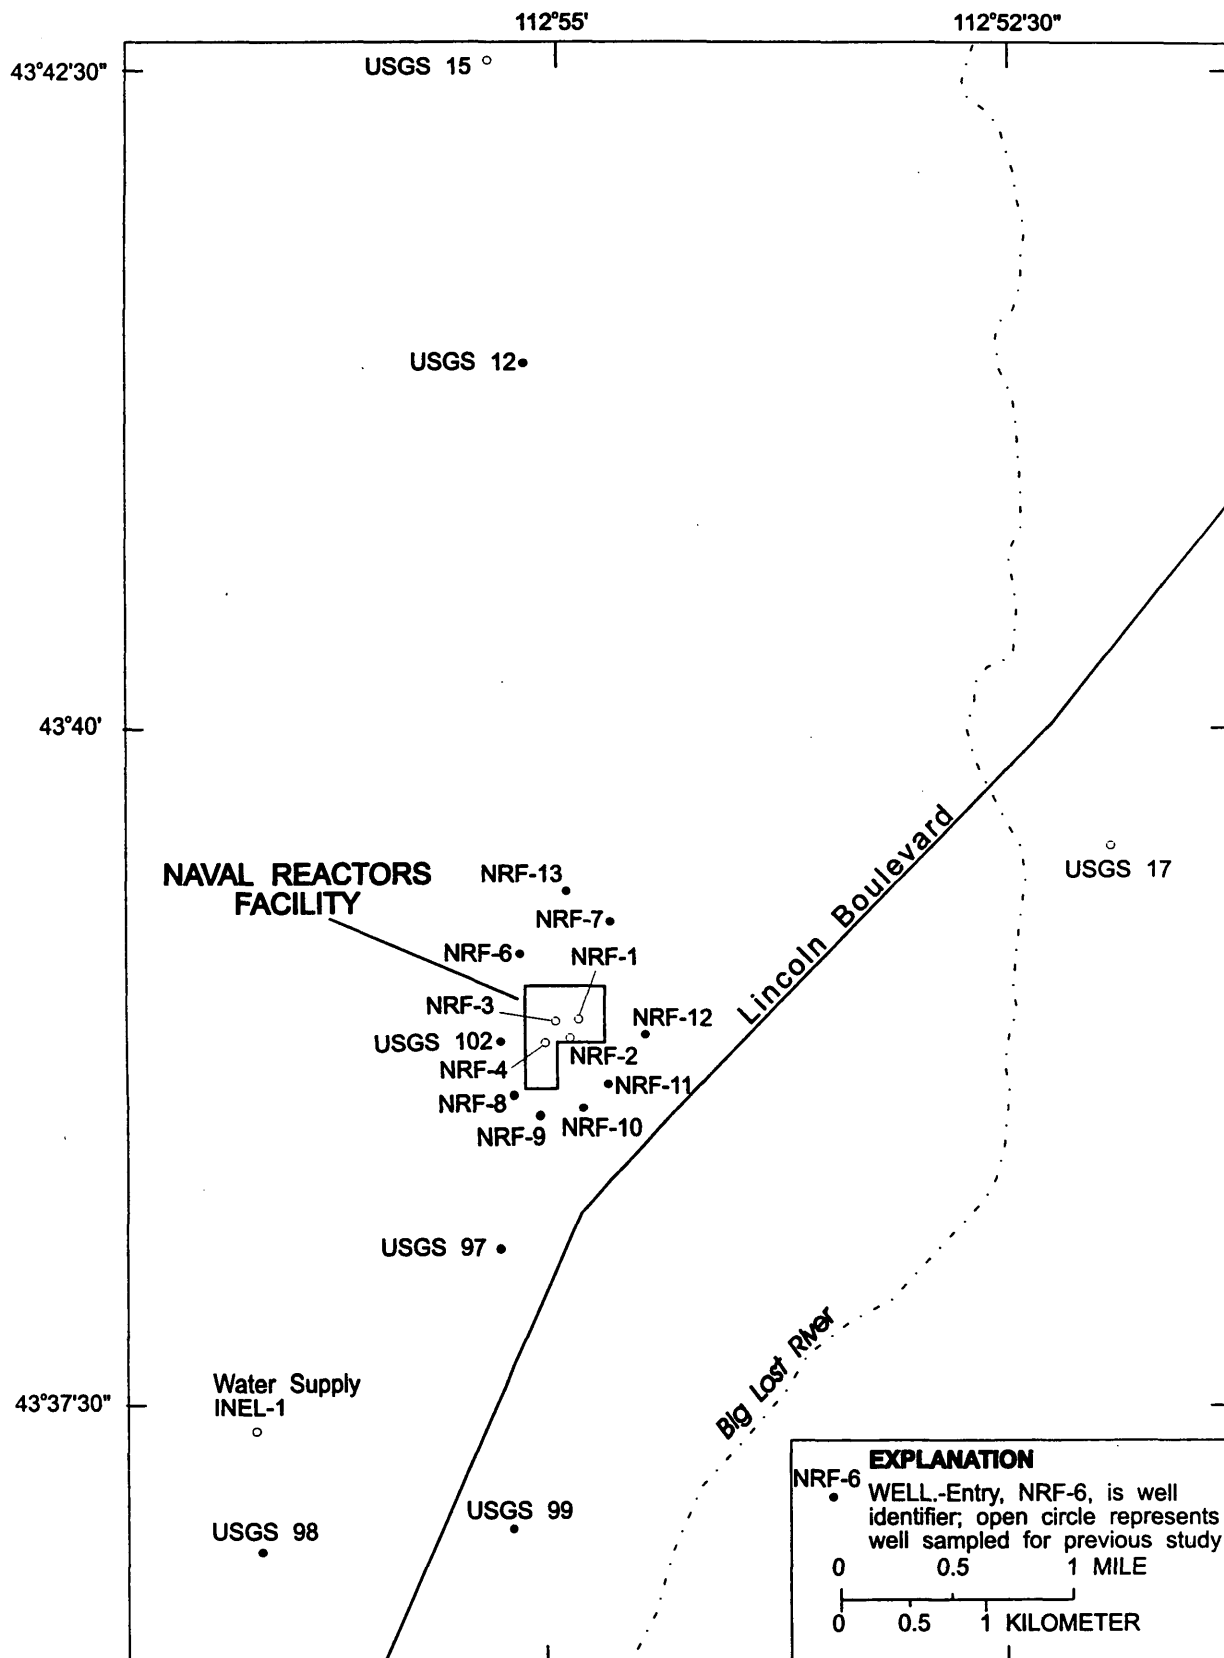 112°55'
112°52'30"
43°42'30"
USGS 15
USGS 12
43°40'
USGS 17
Lincoln Boulevard
NAVAL REACTORS
FACILITY
NRF-13
NRF-7
NRF-6
NRF-1
NRF-3
NRF-12
USGS 102
NRF-2
NRF-4
NRF-11
NRF-8
NRF-10
NRF-9
USGS 97
Big Lost River
Water Supply
INEL-1
43°37'30"
USGS 99
USGS 98
EXPLANATION
NRF-6
WELL.-Entry, NRF-6, is well
identifier; open circle represents
well sampled for previous study
0 0.5 1 MILE
0 0.5 1 KILOMETER